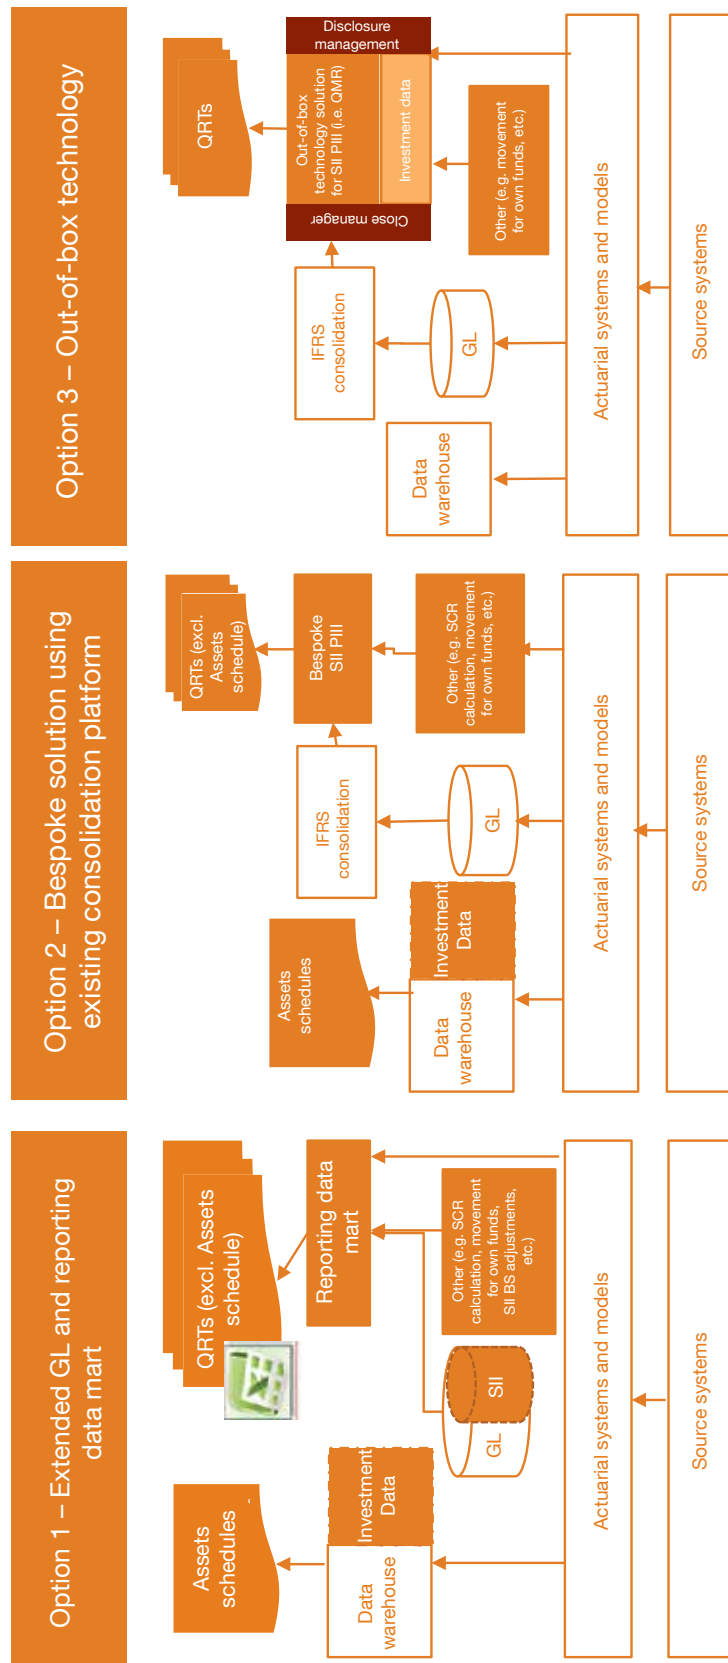 Option 1 – Extended GL and reporting
data mart
Assets
schedules
QRTs (excl. Assets
schedule)
Reporting data
mart
Investment
Data
Data
warehouse
SII
GL
Other (e.g. SCR
calculation, movement
for own funds,
SII BS adjustments,
etc.)
Actuarial systems and models
Source systems
Option 2 – Bespoke solution using
existing consolidation platform
Assets
schedules
QRTs (excl.
Assets
schedule)
IFRS
consolidation
Bespoke
SII PIII
Investment
Data
Data
warehouse
GL
Other (e.g. SCR
calculation, movement
for own funds, etc.)
Actuarial systems and models
Source systems
Option 3 – Out-of-box technology
QRTs
Disclosure
management
Out-of-box
technology solution
for SII PIII (i.e. QMR)
Investment data
Close manager
IFRS
consolidation
Data
warehouse
GL
Other (e.g. movement
for own funds, etc.)
Actuarial systems and models
Source systems